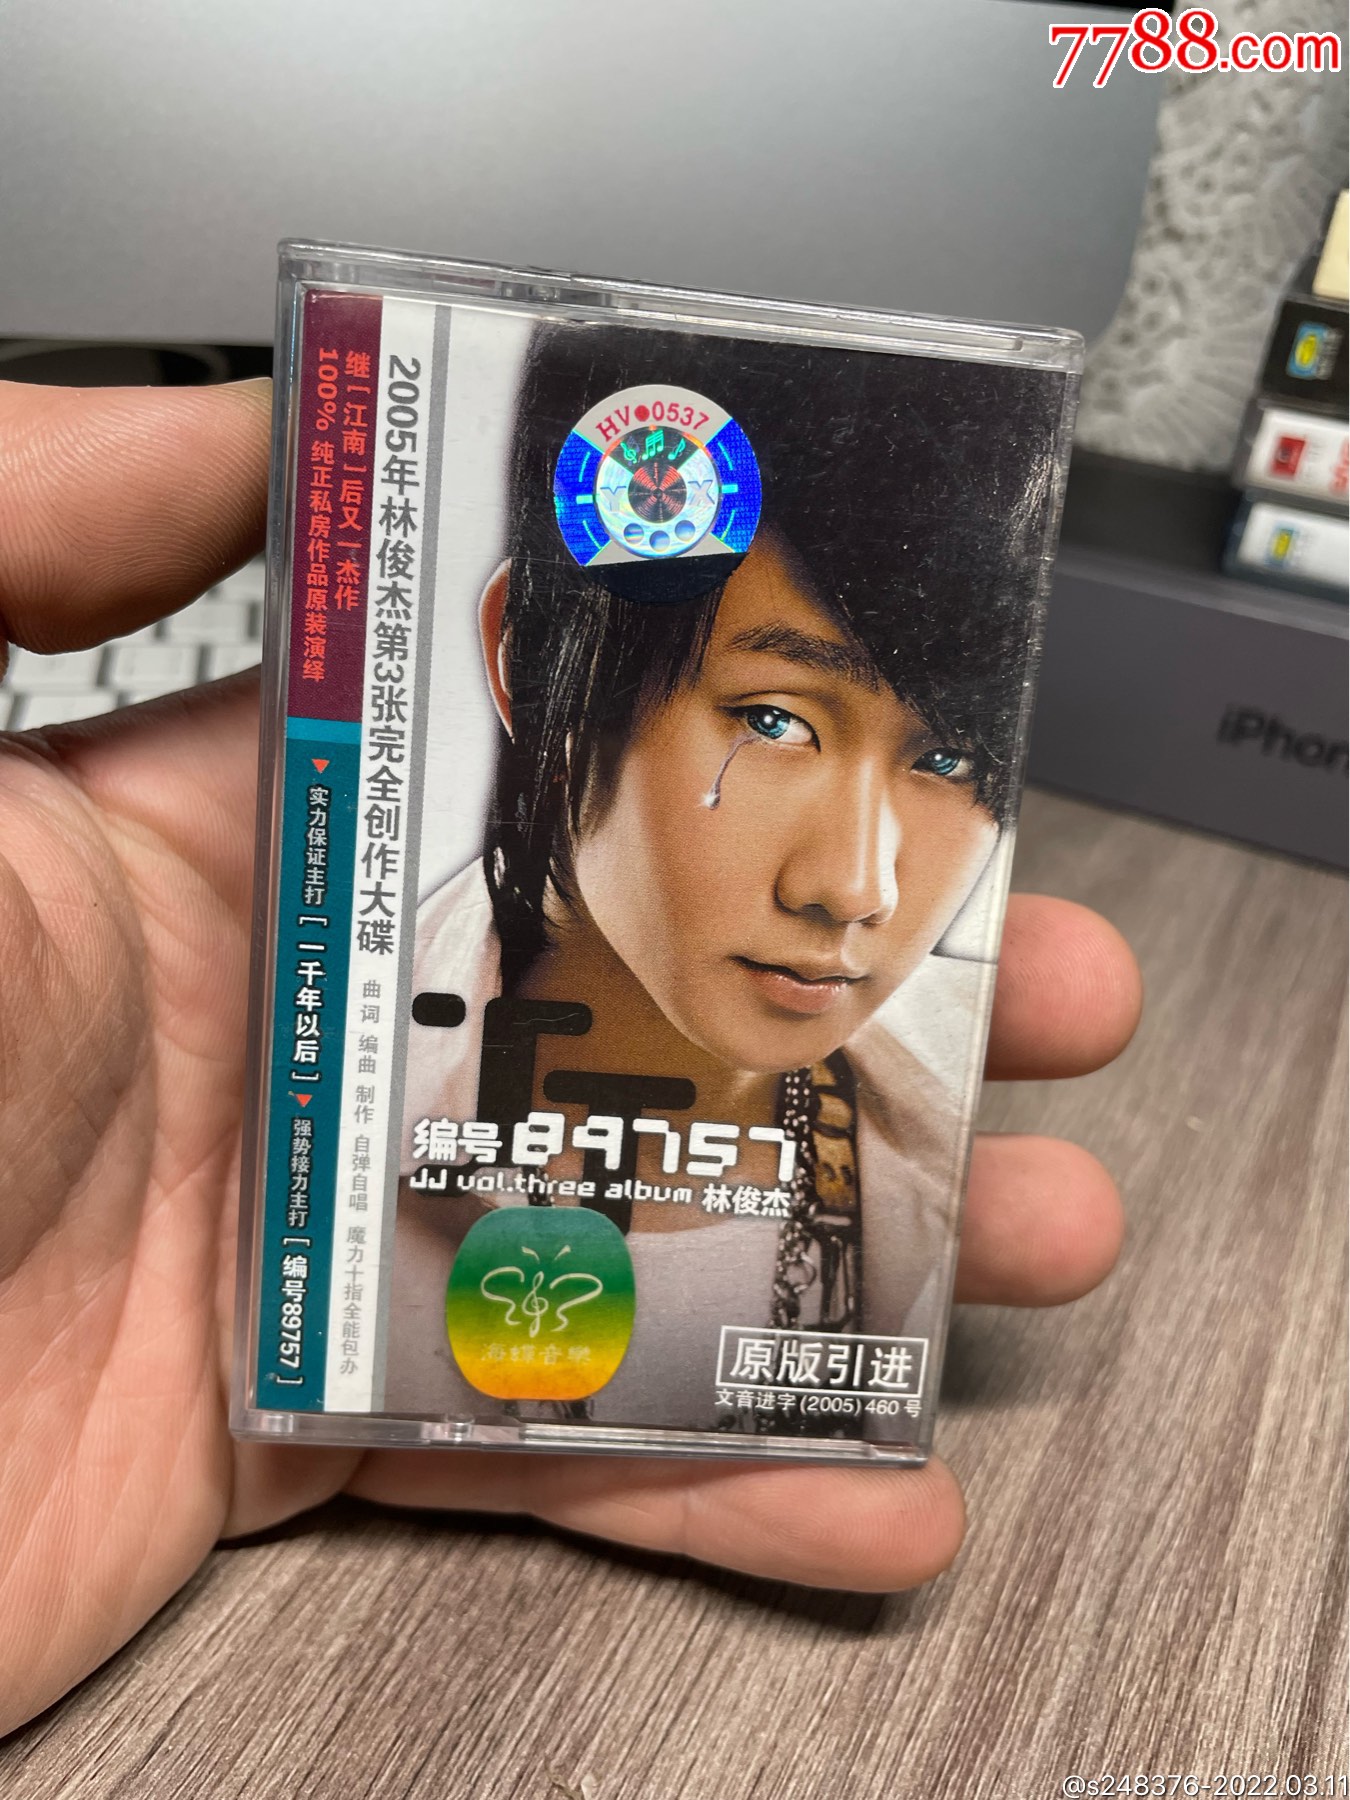 7788.com
2005年林俊杰第3张完全创作大碟
曲词 编曲 制作 自弹自唱 魔力十指全能包办
继[江南]后又一杰作
100% 纯正私房作品原装演绎
▼实力保证主打[一千年以后]▼强势接力主打[编号89757]
HV●0537
Y X
编号89757
JJ vol.three album 林俊杰
海蝶音樂
原版引进
文音进字(2005)460号
@s248376-2022.03.11